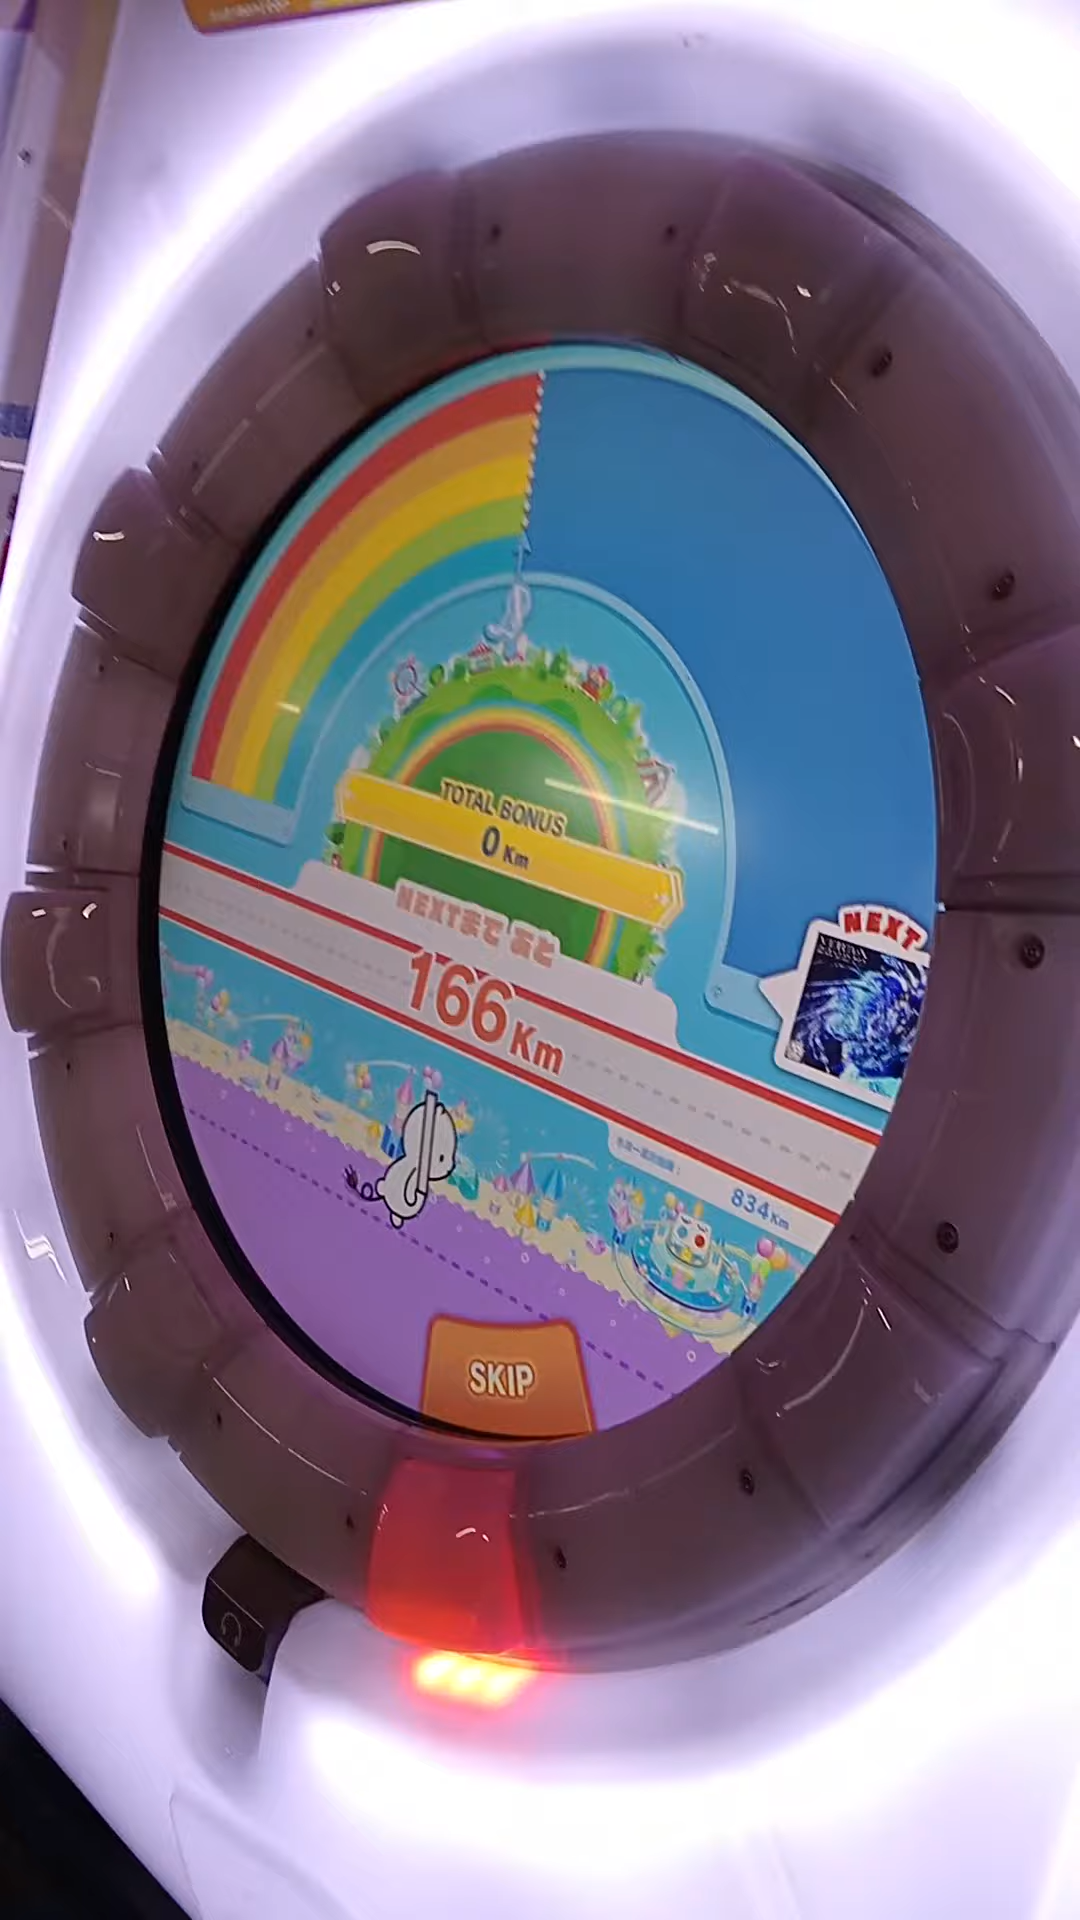 TOTAL BONUS
0 Km
NEXTまで あと
166 Km
NEXT
834 Km
SKIP